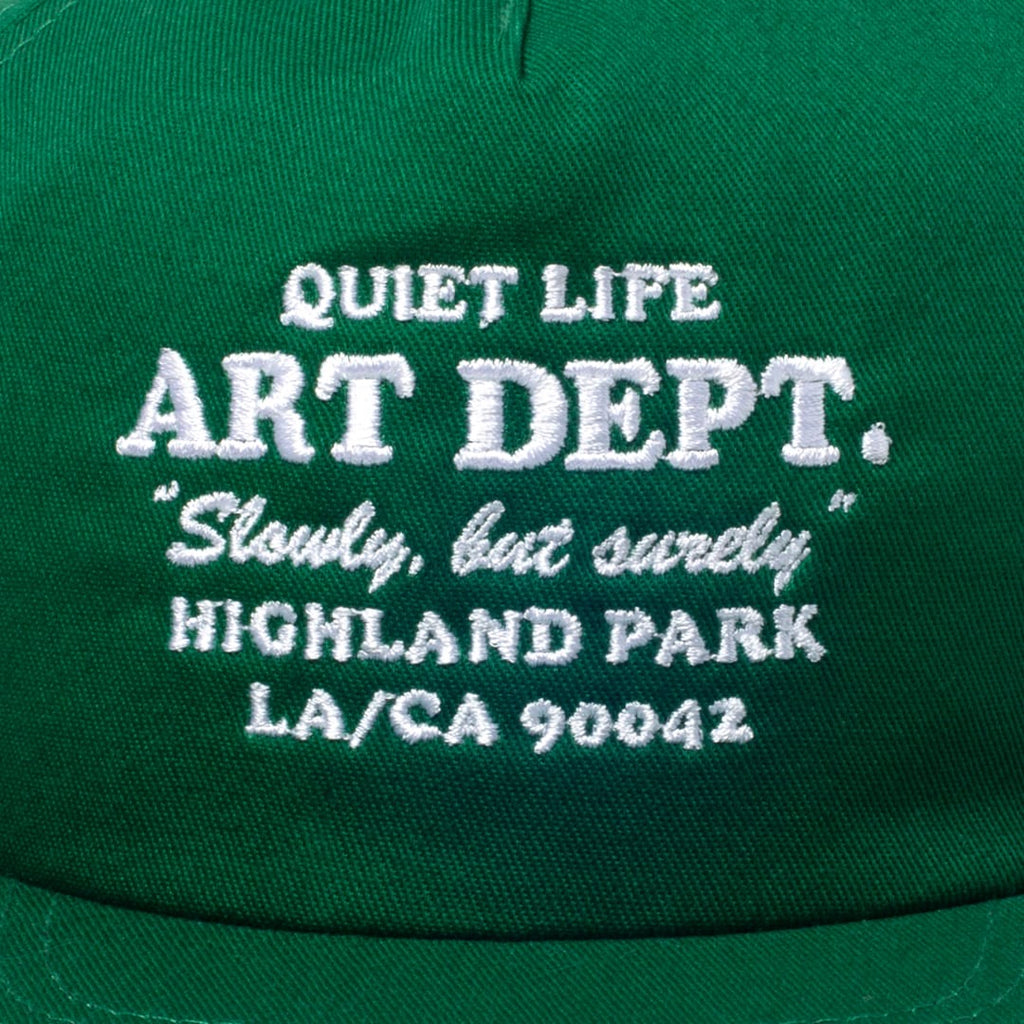 QUIET LIFE
ART DEPT.
"Slowly, but surely"
HIGHLAND PARK
LA/CA 90042